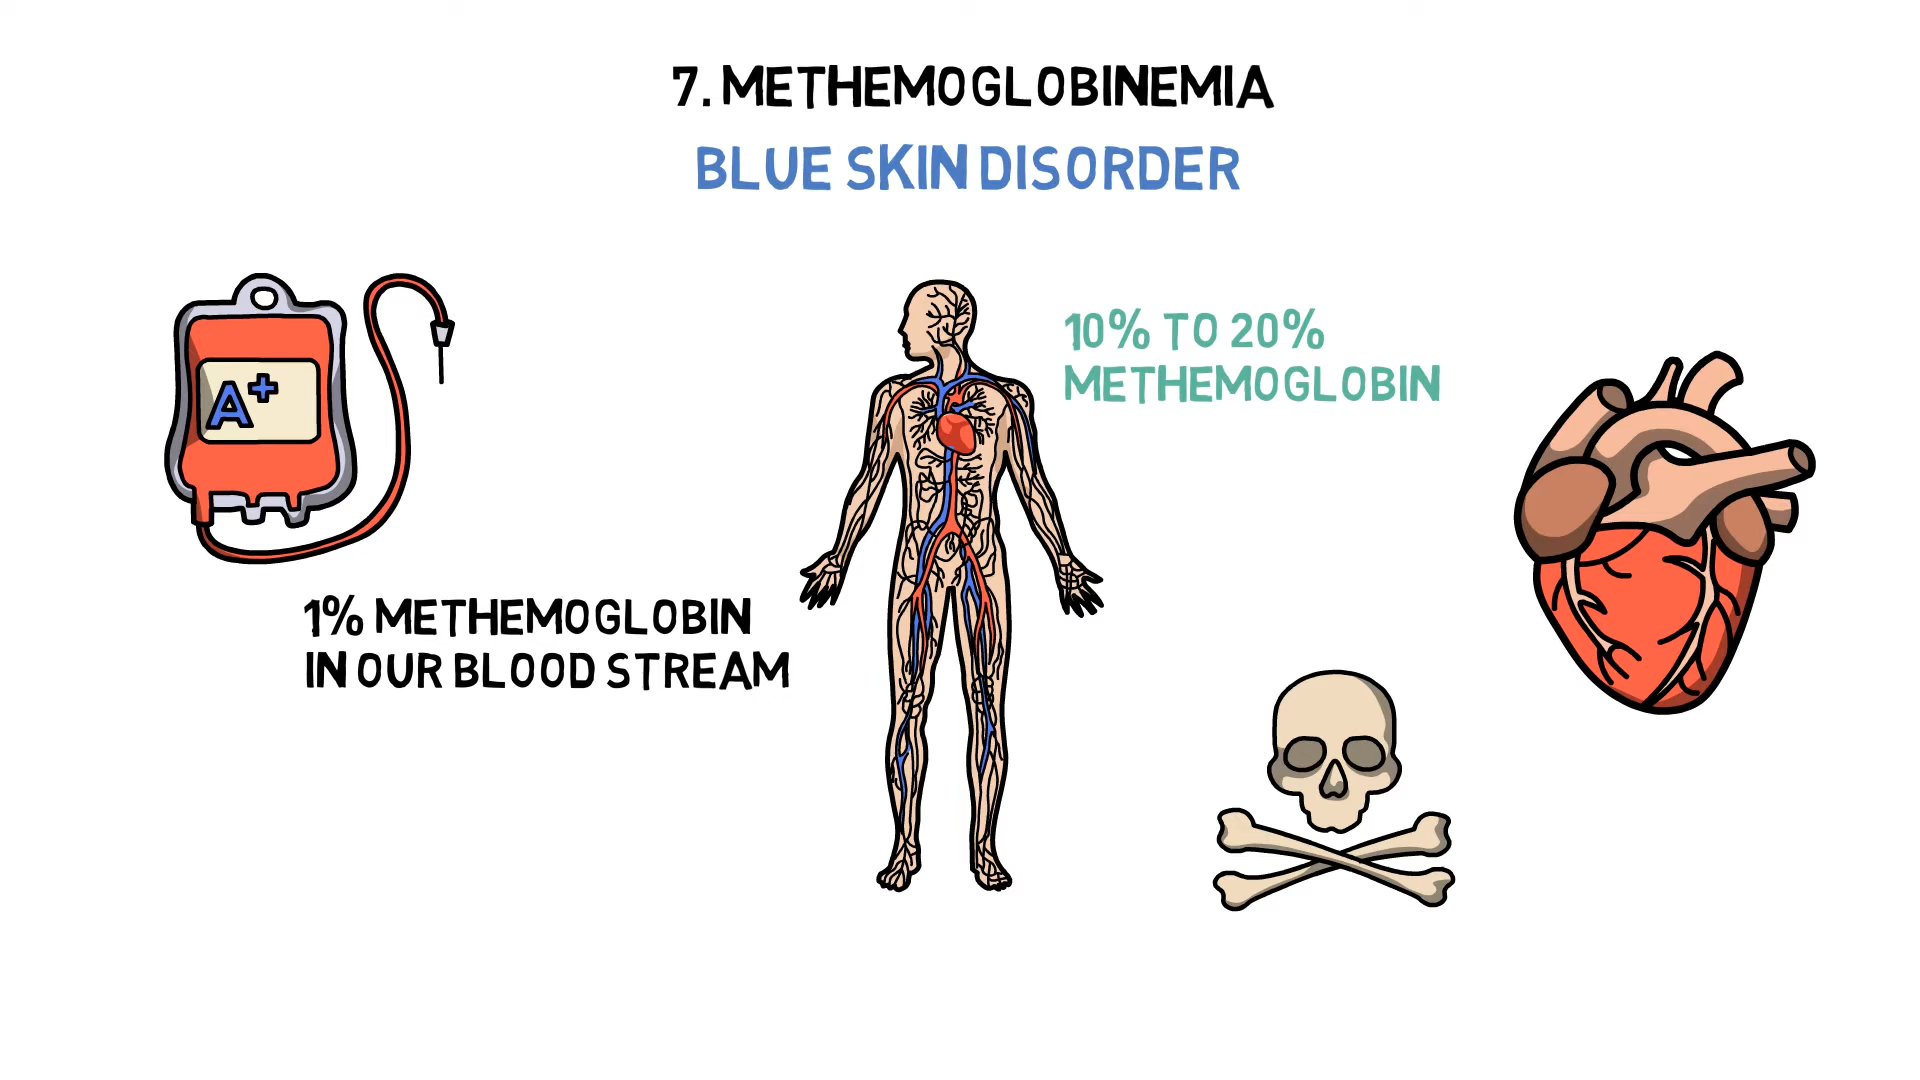 7. METHEMOGLOBINEMIA
BLUE SKIN DISORDER
A+
10% TO 20%
METHEMOGLOBIN
1% METHEMOGLOBIN
IN OUR BLOOD STREAM